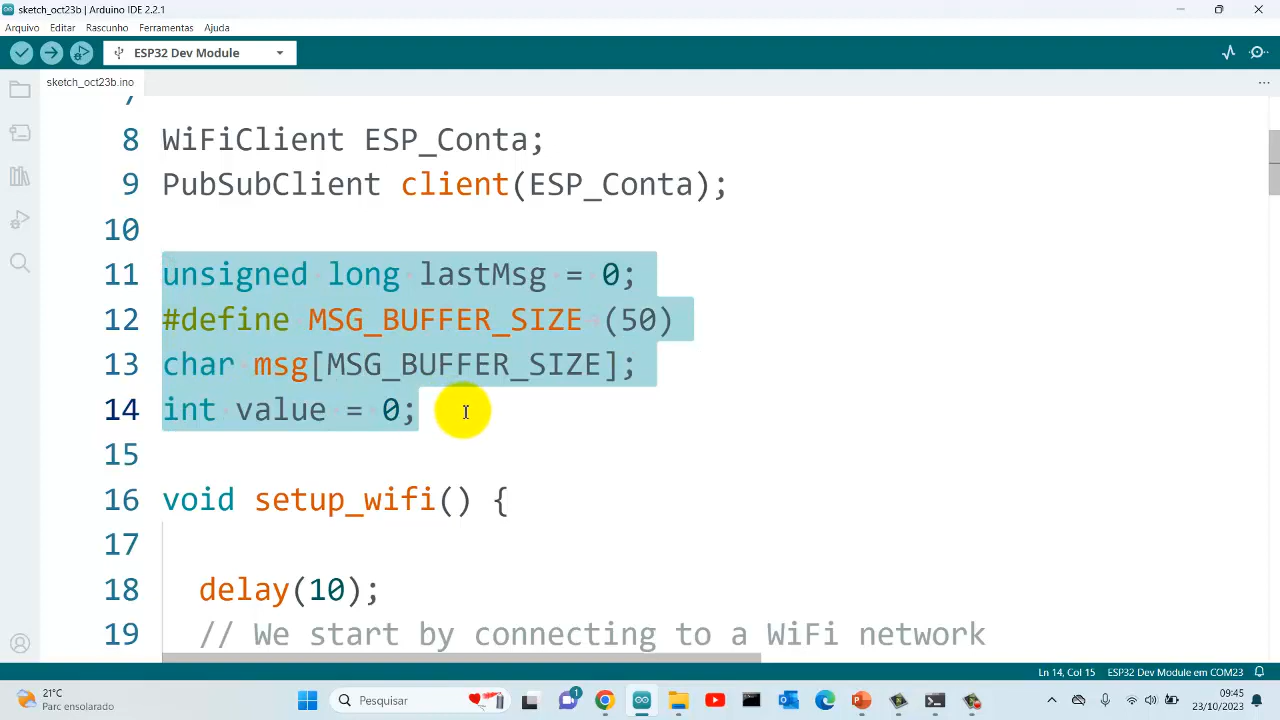 sketch_oct23b | Arduino IDE 2.2.1
Arquivo Editar Rascunho Ferramentas Ajuda
ESP32 Dev Module
sketch_oct23b.ino
7
8 WiFiClient ESP_Conta;
9 PubSubClient client(ESP_Conta);
10
11 unsigned long lastMsg = 0;
12 #define MSG_BUFFER_SIZE (50)
13 char msg[MSG_BUFFER_SIZE];
14 int value = 0;
15
16 void setup_wifi() {
17
18 delay(10);
19 // We start by connecting to a WiFi network
Ln 14, Col 15 ESP32 Dev Module em COM23
21°C
Parc ensolarado
Pesquisar
1
09:45
23/10/2023